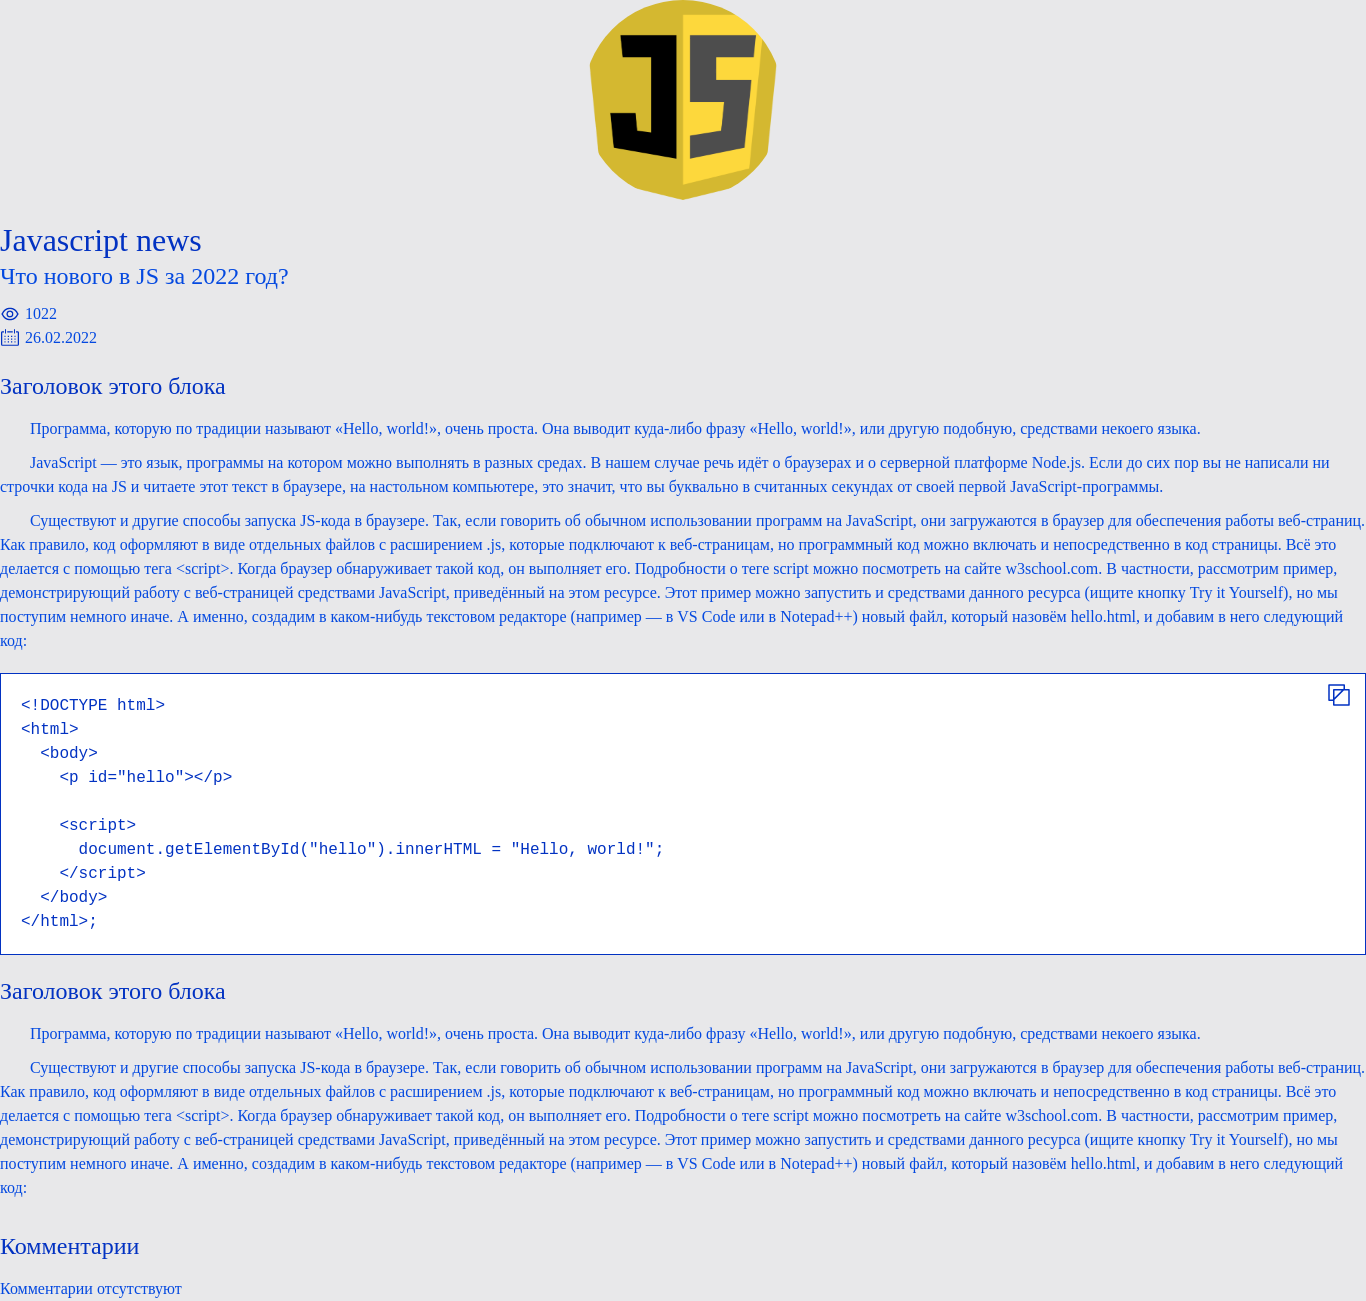 JS
Javascript news
Что нового в JS за 2022 год?
1022
26.02.2022
Заголовок этого блока
Программа, которую по традиции называют «Hello, world!», очень проста. Она выводит куда-либо фразу «Hello, world!», или другую подобную, средствами некоего языка.
JavaScript — это язык, программы на котором можно выполнять в разных средах. В нашем случае речь идёт о браузерах и о серверной платформе Node.js. Если до сих пор вы не написали ни
строчки кода на JS и читаете этот текст в браузере, на настольном компьютере, это значит, что вы буквально в считанных секундах от своей первой JavaScript-программы.
Существуют и другие способы запуска JS-кода в браузере. Так, если говорить об обычном использовании программ на JavaScript, они загружаются в браузер для обеспечения работы веб-страниц.
Как правило, код оформляют в виде отдельных файлов с расширением .js, которые подключают к веб-страницам, но программный код можно включать и непосредственно в код страницы. Всё это
делается с помощью тега <script>. Когда браузер обнаруживает такой код, он выполняет его. Подробности о теге script можно посмотреть на сайте w3school.com. В частности, рассмотрим пример,
демонстрирующий работу с веб-страницей средствами JavaScript, приведённый на этом ресурсе. Этот пример можно запустить и средствами данного ресурса (ищите кнопку Try it Yourself), но мы
поступим немного иначе. А именно, создадим в каком-нибудь текстовом редакторе (например — в VS Code или в Notepad++) новый файл, который назовём hello.html, и добавим в него следующий
код:
<!DOCTYPE html>
<html>
  <body>
    <p id="hello"></p>

    <script>
      document.getElementById("hello").innerHTML = "Hello, world!";
    </script>
  </body>
</html>;
Заголовок этого блока
Программа, которую по традиции называют «Hello, world!», очень проста. Она выводит куда-либо фразу «Hello, world!», или другую подобную, средствами некоего языка.
Существуют и другие способы запуска JS-кода в браузере. Так, если говорить об обычном использовании программ на JavaScript, они загружаются в браузер для обеспечения работы веб-страниц.
Как правило, код оформляют в виде отдельных файлов с расширением .js, которые подключают к веб-страницам, но программный код можно включать и непосредственно в код страницы. Всё это
делается с помощью тега <script>. Когда браузер обнаруживает такой код, он выполняет его. Подробности о теге script можно посмотреть на сайте w3school.com. В частности, рассмотрим пример,
демонстрирующий работу с веб-страницей средствами JavaScript, приведённый на этом ресурсе. Этот пример можно запустить и средствами данного ресурса (ищите кнопку Try it Yourself), но мы
поступим немного иначе. А именно, создадим в каком-нибудь текстовом редакторе (например — в VS Code или в Notepad++) новый файл, который назовём hello.html, и добавим в него следующий
код:
Комментарии
Комментарии отсутствуют